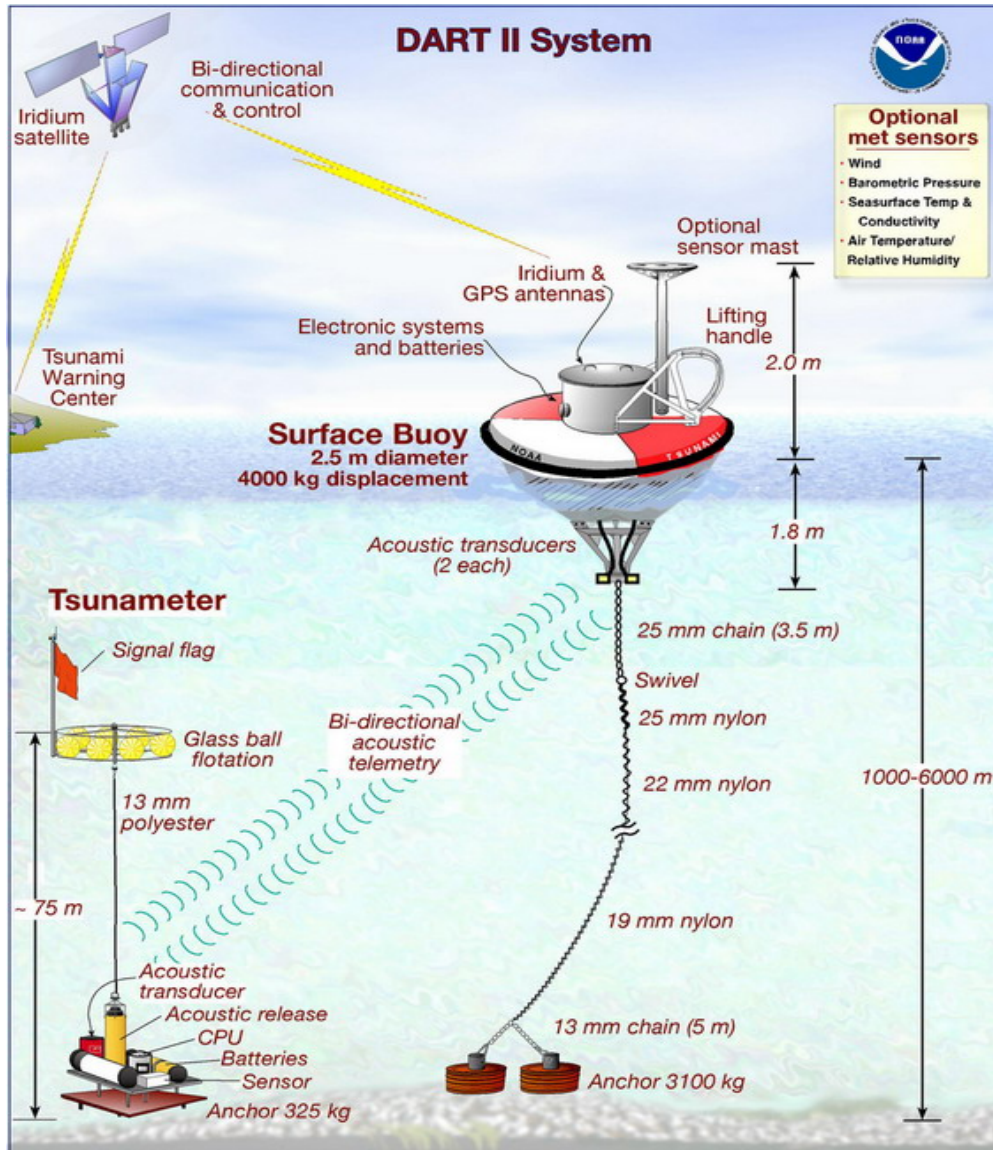 DART II System
NOAA
Optional
met sensors
• Wind
• Barometric Pressure
• Seasurface Temp &
Conductivity
• Air Temperature/
Relative Humidity
Iridium
satellite
Bi-directional
communication
& control
Optional
sensor mast
Iridium &
GPS antennas
Electronic systems
and batteries
Lifting
handle
2.0 m
Tsunami
Warning
Center
Surface Buoy
2.5 m diameter
4000 kg displacement
NOAA
TSUNAMI
1.8 m
Acoustic transducers
(2 each)
Tsunameter
Signal flag
25 mm chain (3.5 m)
Swivel
25 mm nylon
Bi-directional
acoustic
telemetry
Glass ball
flotation
22 mm nylon
1000-6000 m
13 mm
polyester
~ 75 m
19 mm nylon
Acoustic
transducer
Acoustic release
CPU
Batteries
Sensor
Anchor 325 kg
13 mm chain (5 m)
Anchor 3100 kg